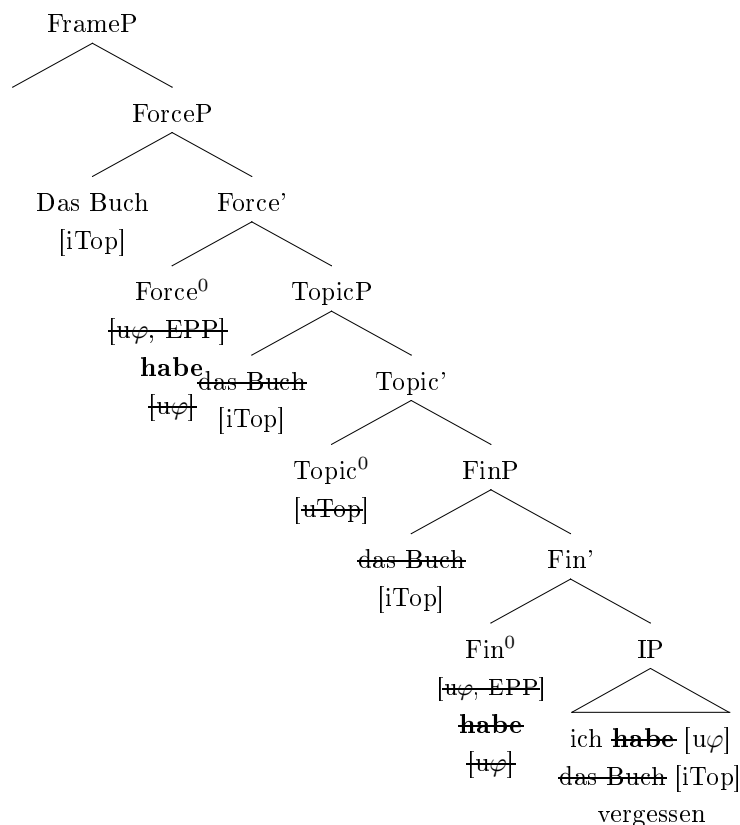 FrameP
ForceP
Das Buch Force'
[iTop]
Force⁰ TopicP
[uφ, EPP]
habe das Buch Topic'
[uφ] [iTop]
Topic⁰ FinP
[uTop]
das Buch Fin'
[iTop]
Fin⁰ IP
[uφ, EPP]
habe ich habe [uφ]
[uφ] das Buch [iTop]
vergessen